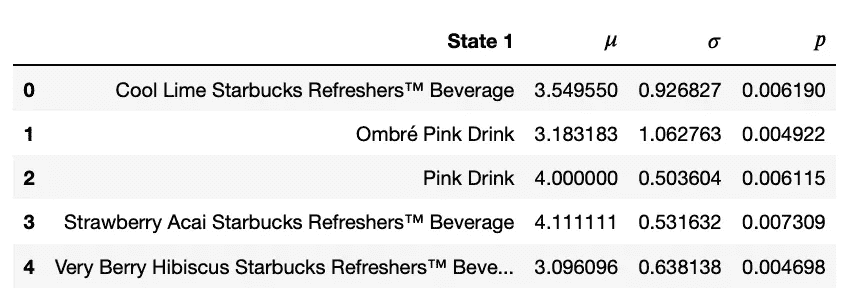 State 1 μ σ p
0 Cool Lime Starbucks Refreshers™ Beverage 3.549550 0.926827 0.006190
1 Ombré Pink Drink 3.183183 1.062763 0.004922
2 Pink Drink 4.000000 0.503604 0.006115
3 Strawberry Acai Starbucks Refreshers™ Beverage 4.111111 0.531632 0.007309
4 Very Berry Hibiscus Starbucks Refreshers™ Beve... 3.096096 0.638138 0.004698